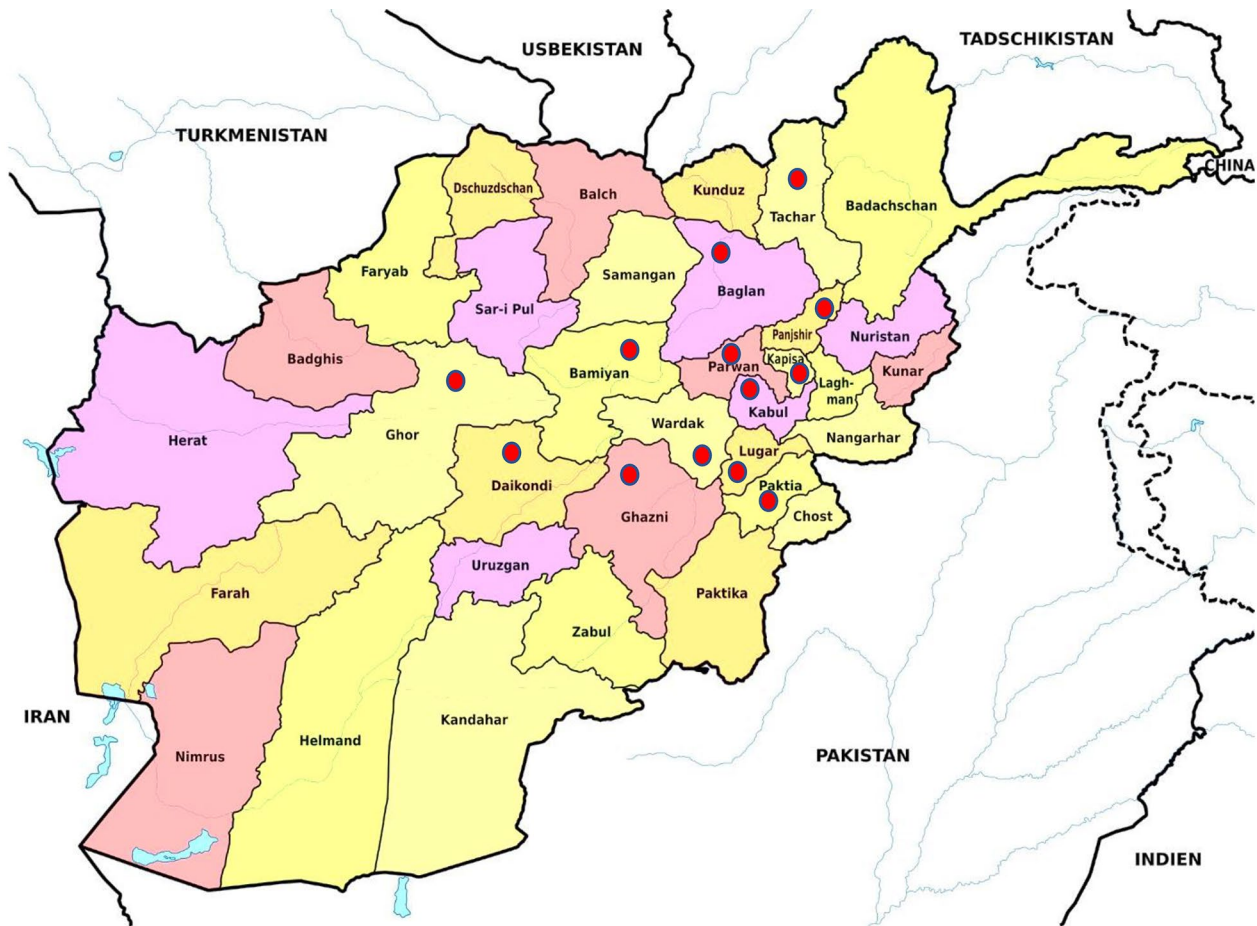 USBEKISTAN
TADSCHIKISTAN
TURKMENISTAN
CHINA
Dschuzdschan
Balch
Kunduz
Tachar
Badachschan
Faryab
Samangan
Baglan
Sar-i Pul
Panjshir
Nuristan
Badghis
Bamiyan
Parwan
Kapisa
Kunar
Lagh-
man
Kabul
Herat
Ghor
Wardak
Nangarhar
Lugar
Daikondi
Paktia
Ghazni
Chost
Uruzgan
Farah
Paktika
Zabul
IRAN
Kandahar
Nimrus
Helmand
PAKISTAN
INDIEN